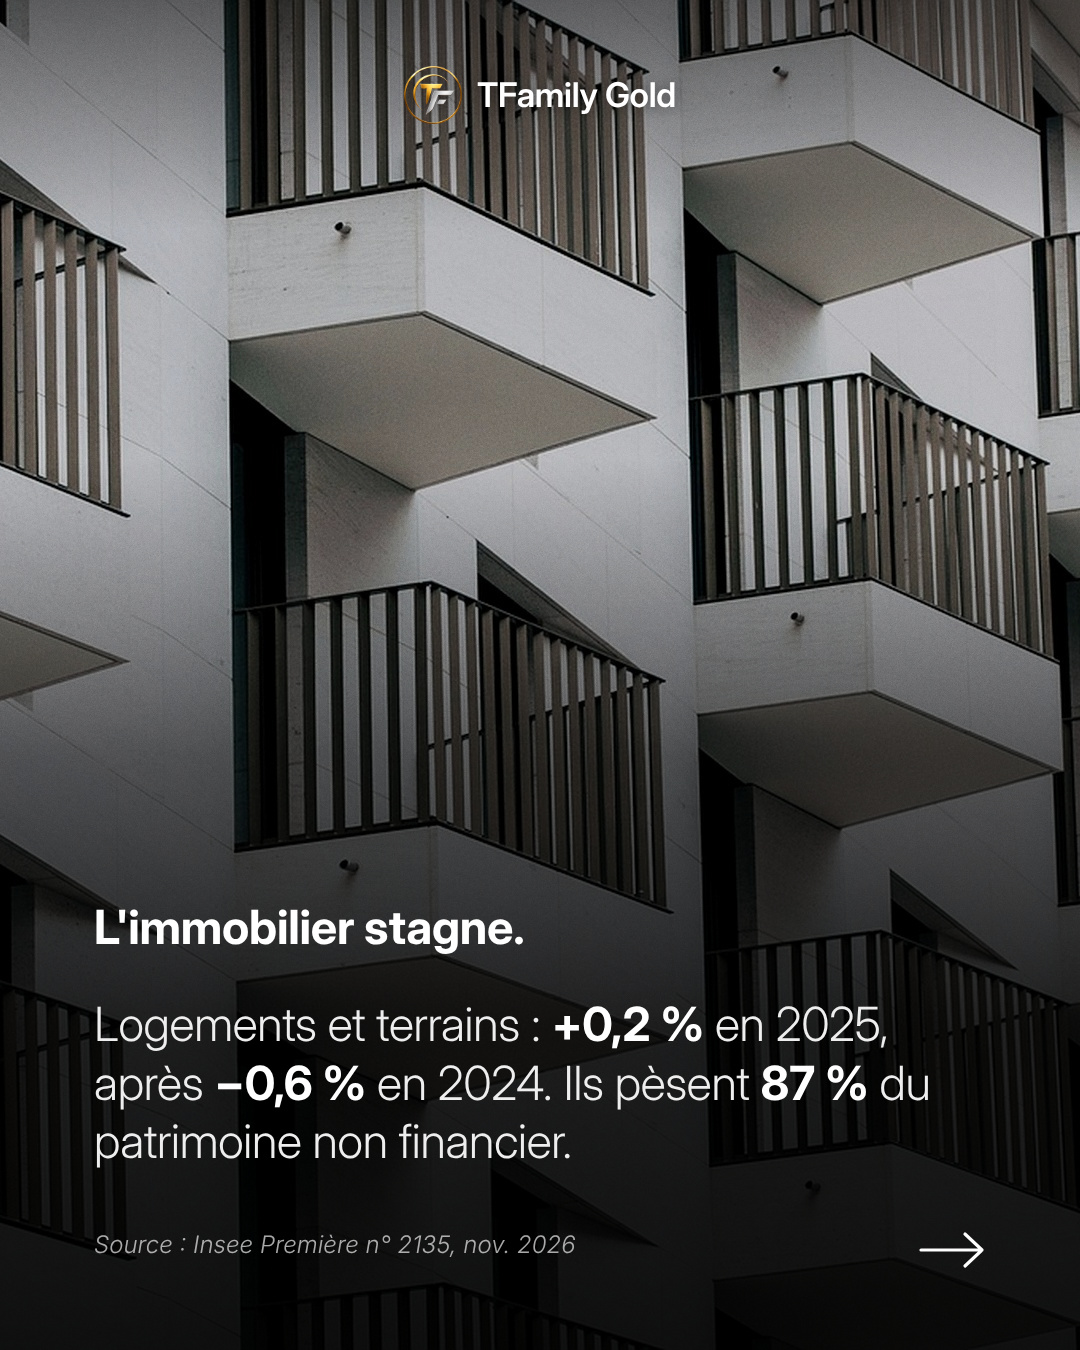 TFamily Gold
L'immobilier stagne.
Logements et terrains : +0,2 % en 2025,
après −0,6 % en 2024. Ils pèsent 87 % du
patrimoine non financier.
Source : Insee Première n° 2135, nov. 2026